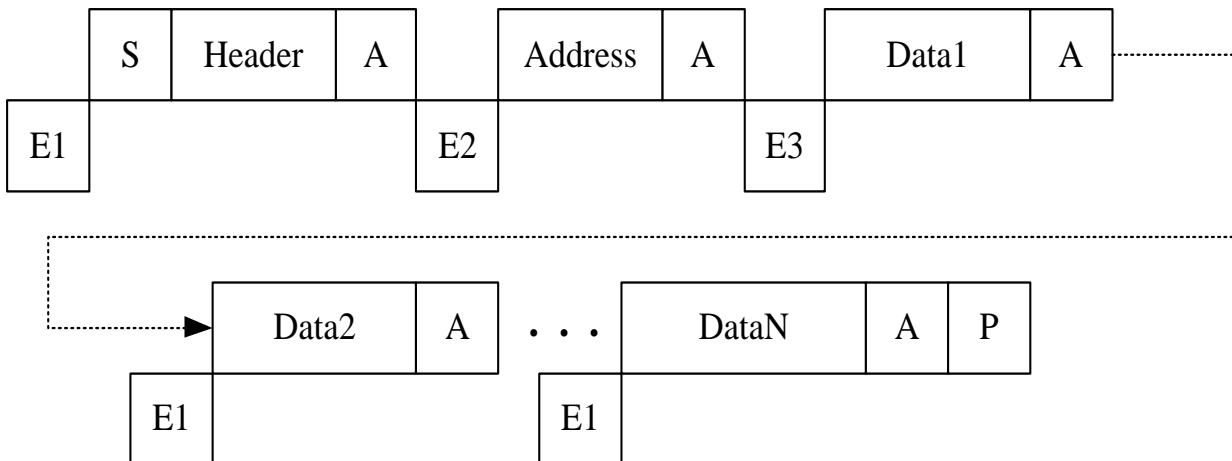 S Header A Address A Data1 A
E1 E2 E3
Data2 A . . . DataN A P
E1 E1